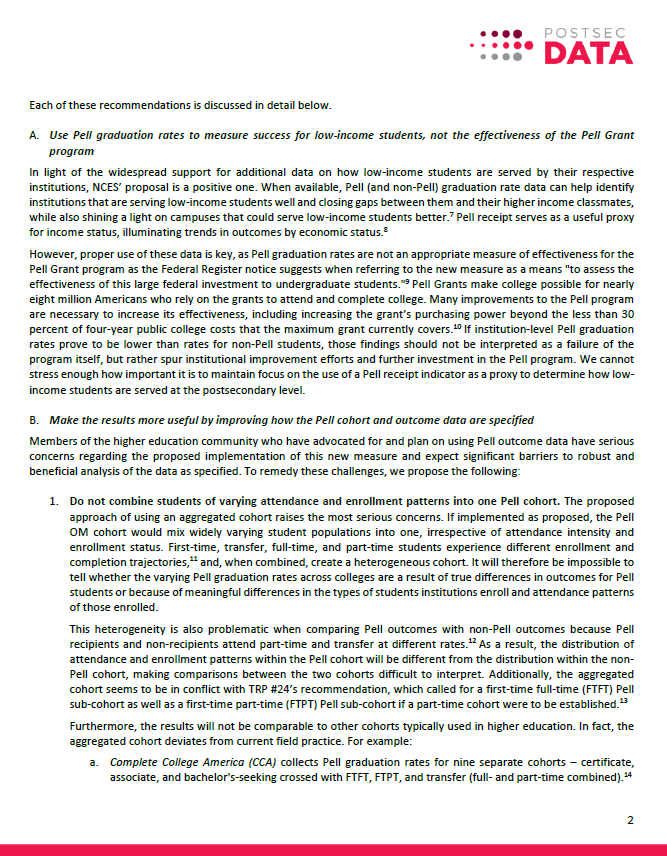 POSTSEC
DATA
Each of these recommendations is discussed in detail below.
A. Use Pell graduation rates to measure success for low-income students, not the effectiveness of the Pell Grant
program
In light of the widespread support for additional data on how low-income students are served by their respective
institutions, NCES’ proposal is a positive one. When available, Pell (and non-Pell) graduation rate data can help identify
institutions that are serving low-income students well and closing gaps between them and their higher income classmates,
while also shining a light on campuses that could serve low-income students better.⁷ Pell receipt serves as a useful proxy
for income status, illuminating trends in outcomes by economic status.⁸
However, proper use of these data is key, as Pell graduation rates are not an appropriate measure of effectiveness for the
Pell Grant program as the Federal Register notice suggests when referring to the new measure as a means "to assess the
effectiveness of this large federal investment to undergraduate students."⁹ Pell Grants make college possible for nearly
eight million Americans who rely on the grants to attend and complete college. Many improvements to the Pell program
are necessary to increase its effectiveness, including increasing the grant’s purchasing power beyond the less than 30
percent of four-year public college costs that the maximum grant currently covers.¹⁰ If institution-level Pell graduation
rates prove to be lower than rates for non-Pell students, those findings should not be interpreted as a failure of the
program itself, but rather spur institutional improvement efforts and further investment in the Pell program. We cannot
stress enough how important it is to maintain focus on the use of a Pell receipt indicator as a proxy to determine how low-
income students are served at the postsecondary level.
B. Make the results more useful by improving how the Pell cohort and outcome data are specified
Members of the higher education community who have advocated for and plan on using Pell outcome data have serious
concerns regarding the proposed implementation of this new measure and expect significant barriers to robust and
beneficial analysis of the data as specified. To remedy these challenges, we propose the following:
1. Do not combine students of varying attendance and enrollment patterns into one Pell cohort. The proposed
approach of using an aggregated cohort raises the most serious concerns. If implemented as proposed, the Pell
OM cohort would mix widely varying student populations into one, irrespective of attendance intensity and
enrollment status. First-time, transfer, full-time, and part-time students experience different enrollment and
completion trajectories,¹¹ and, when combined, create a heterogeneous cohort. It will therefore be impossible to
tell whether the varying Pell graduation rates across colleges are a result of true differences in outcomes for Pell
students or because of meaningful differences in the types of students institutions enroll and attendance patterns
of those enrolled.
This heterogeneity is also problematic when comparing Pell outcomes with non-Pell outcomes because Pell
recipients and non-recipients attend part-time and transfer at different rates.¹² As a result, the distribution of
attendance and enrollment patterns within the Pell cohort will be different from the distribution within the non-
Pell cohort, making comparisons between the two cohorts difficult to interpret. Additionally, the aggregated
cohort seems to be in conflict with TRP #24’s recommendation, which called for a first-time full-time (FTFT) Pell
sub-cohort as well as a first-time part-time (FTPT) Pell sub-cohort if a part-time cohort were to be established.¹³
Furthermore, the results will not be comparable to other cohorts typically used in higher education. In fact, the
aggregated cohort deviates from current field practice. For example:
a. Complete College America (CCA) collects Pell graduation rates for nine separate cohorts – certificate,
associate, and bachelor's-seeking crossed with FTFT, FTPT, and transfer (full- and part-time combined).¹⁴
2